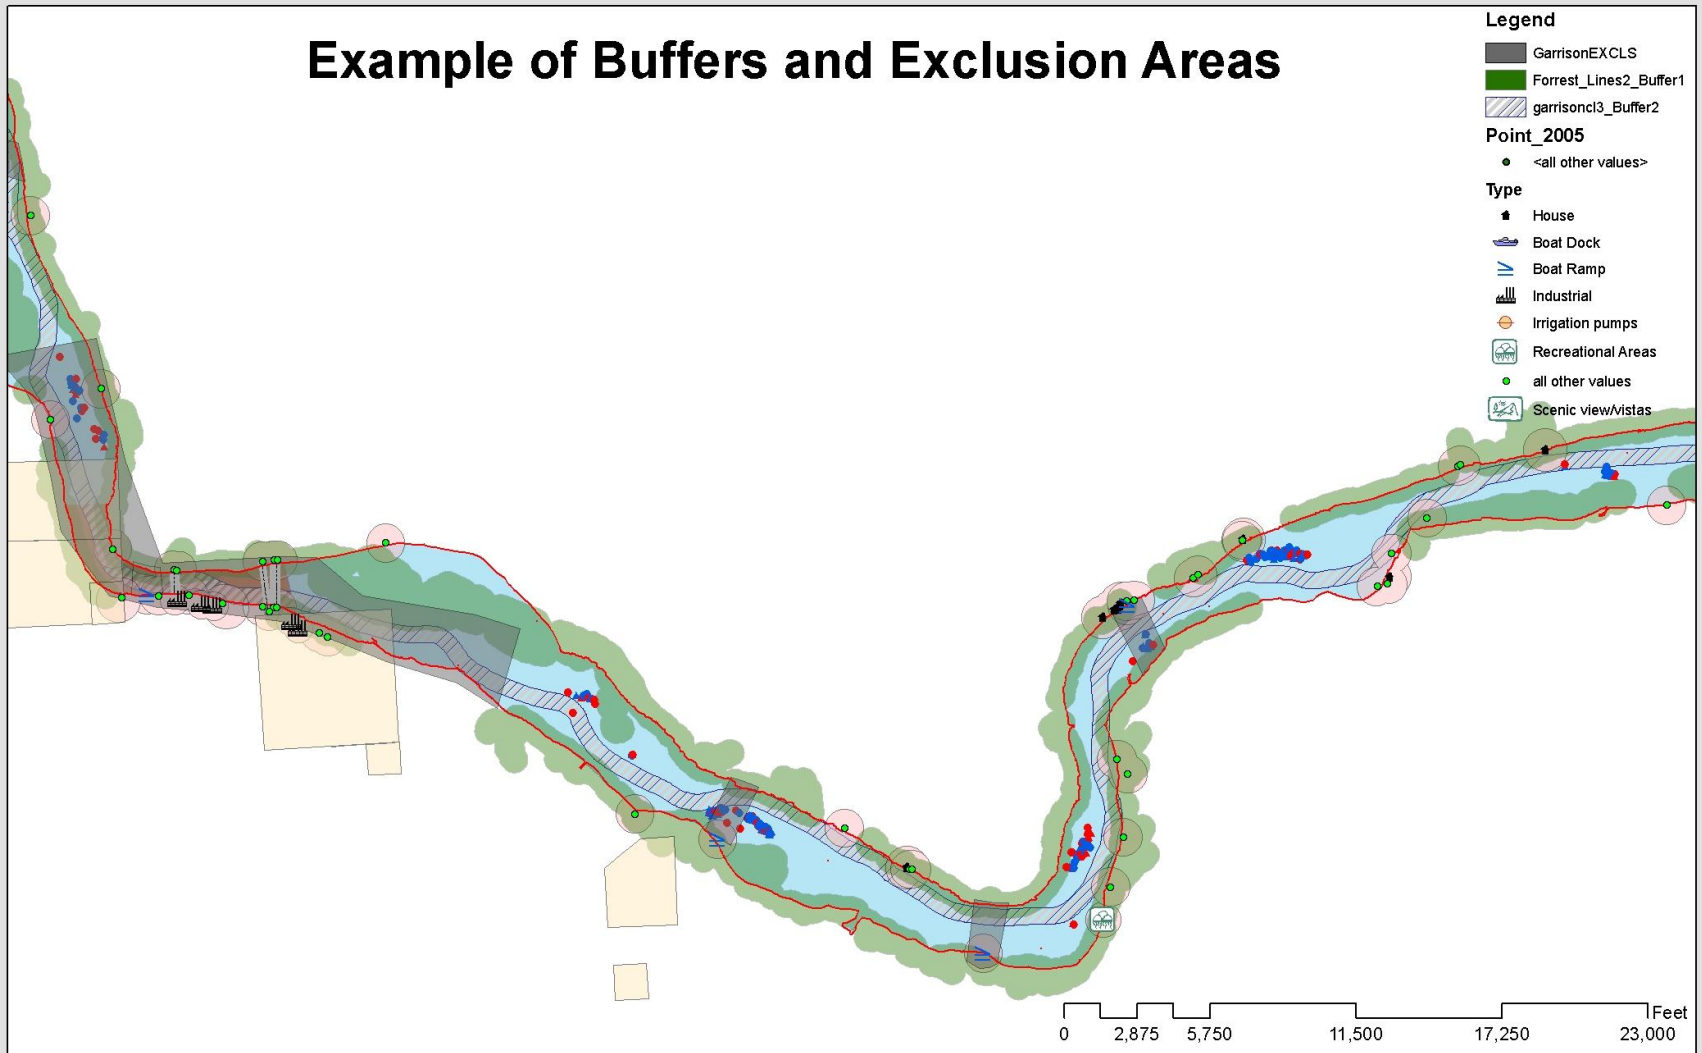 Example of Buffers and Exclusion Areas
Legend
GarrisonEXCLS
Forrest_Lines2_Buffer1
garrisoncl3_Buffer2
Point_2005
<all other values>
Type
House
Boat Dock
Boat Ramp
Industrial
Irrigation pumps
Recreational Areas
all other values
Scenic view/vistas
Feet
0 2,875 5,750 11,500 17,250 23,000